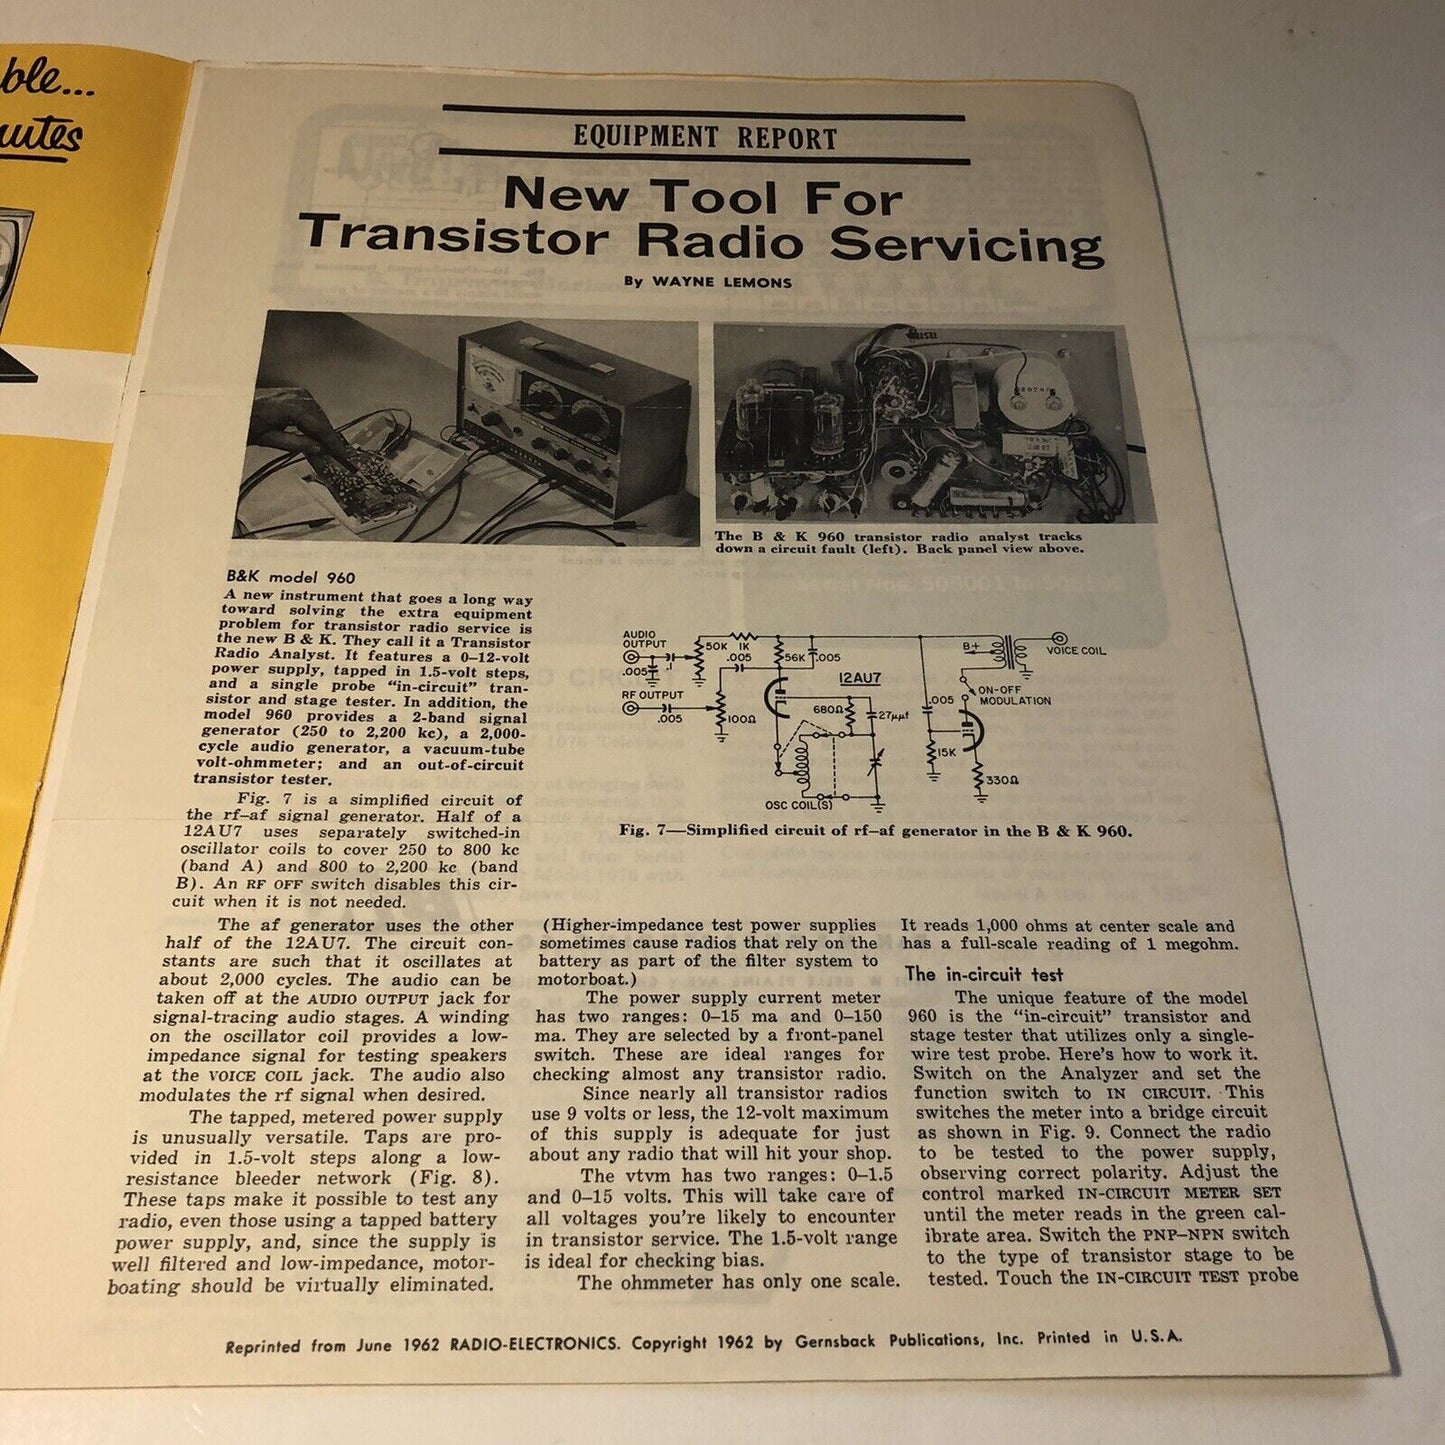 ble...
nutes
EQUIPMENT REPORT
New Tool For
Transistor Radio Servicing
By WAYNE LEMONS
The B & K 960 transistor radio analyst tracks
down a circuit fault (left). Back panel view above.
B&K model 960
A new instrument that goes a long way
toward solving the extra equipment
problem for transistor radio service is
the new B & K. They call it a Transistor
Radio Analyst. It features a 0–12-volt
power supply, tapped in 1.5-volt steps,
and a single probe "in-circuit" tran-
sistor and stage tester. In addition, the
model 960 provides a 2-band signal
generator (250 to 2,200 kc), a 2,000-
cycle audio generator, a vacuum-tube
volt-ohmmeter; and an out-of-circuit
transistor tester.
Fig. 7 is a simplified circuit of
the rf–af signal generator. Half of a
12AU7 uses separately switched-in
oscillator coils to cover 250 to 800 kc
(band A) and 800 to 2,200 kc (band
B). An RF OFF switch disables this cir-
cuit when it is not needed.
AUDIO
OUTPUT
.005
.1
50K
1K
.005
56K
.005
12AU7
RF OUTPUT
.005
100Ω
680Ω
27μμf
OSC COIL(S)
B+
VOICE COIL
ON-OFF
MODULATION
.005
15K
330Ω
Fig. 7—Simplified circuit of rf–af generator in the B & K 960.
The af generator uses the other
half of the 12AU7. The circuit con-
stants are such that it oscillates at
about 2,000 cycles. The audio can be
taken off at the AUDIO OUTPUT jack for
signal-tracing audio stages. A winding
on the oscillator coil provides a low-
impedance signal for testing speakers
at the VOICE COIL jack. The audio also
modulates the rf signal when desired.
The tapped, metered power supply
is unusually versatile. Taps are pro-
vided in 1.5-volt steps along a low-
resistance bleeder network (Fig. 8).
These taps make it possible to test any
radio, even those using a tapped battery
power supply, and, since the supply is
well filtered and low-impedance, motor-
boating should be virtually eliminated.
(Higher-impedance test power supplies
sometimes cause radios that rely on the
battery as part of the filter system to
motorboat.)
The power supply current meter
has two ranges: 0–15 ma and 0–150
ma. They are selected by a front-panel
switch. These are ideal ranges for
checking almost any transistor radio.
Since nearly all transistor radios
use 9 volts or less, the 12-volt maximum
of this supply is adequate for just
about any radio that will hit your shop.
The vtvm has two ranges: 0–1.5
and 0–15 volts. This will take care of
all voltages you're likely to encounter
in transistor service. The 1.5-volt range
is ideal for checking bias.
The ohmmeter has only one scale.
It reads 1,000 ohms at center scale and
has a full-scale reading of 1 megohm.
The in-circuit test
The unique feature of the model
960 is the "in-circuit" transistor and
stage tester that utilizes only a single-
wire test probe. Here's how to work it.
Switch on the Analyzer and set the
function switch to IN CIRCUIT. This
switches the meter into a bridge circuit
as shown in Fig. 9. Connect the radio
to be tested to the power supply,
observing correct polarity. Adjust the
control marked IN-CIRCUIT METER SET
until the meter reads in the green cal-
ibrate area. Switch the PNP–NPN switch
to the type of transistor stage to be
tested. Touch the IN-CIRCUIT TEST probe
Reprinted from June 1962 RADIO-ELECTRONICS. Copyright 1962 by Gernsback Publications, Inc. Printed in U.S.A.